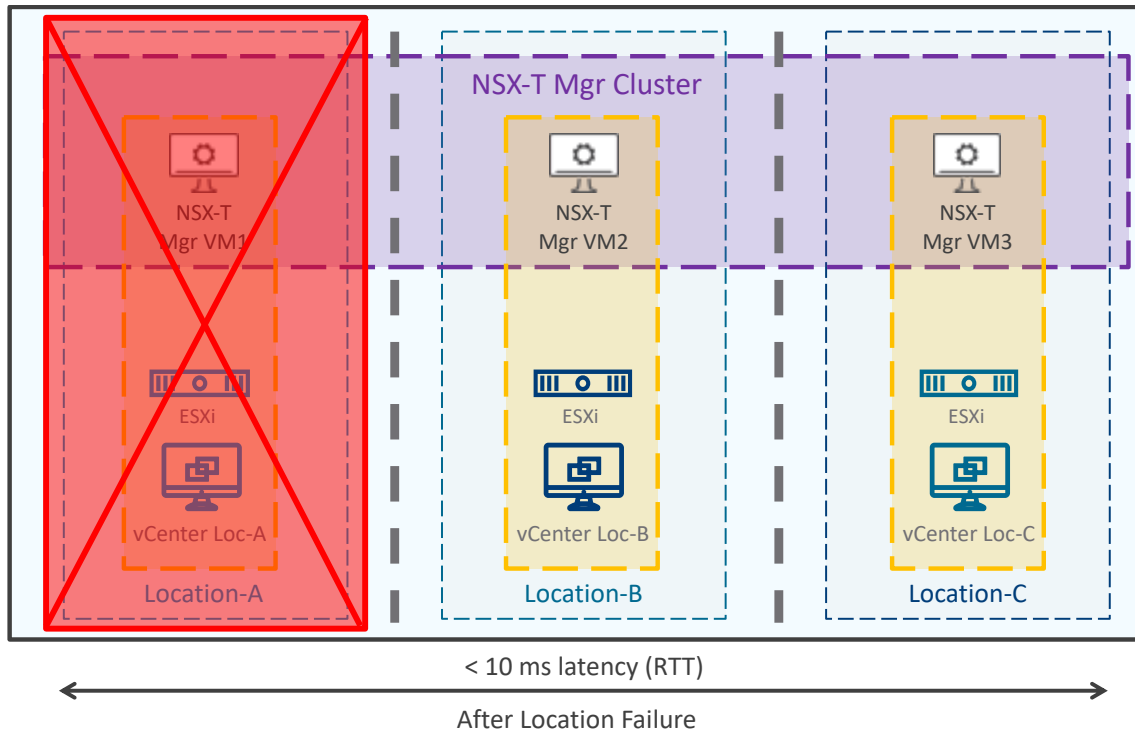 NSX-T Mgr Cluster
NSX-T
Mgr VM1
NSX-T
Mgr VM2
NSX-T
Mgr VM3
ESXi
ESXi
ESXi
vCenter Loc-A
vCenter Loc-B
vCenter Loc-C
Location-A
Location-B
Location-C
< 10 ms latency (RTT)
After Location Failure